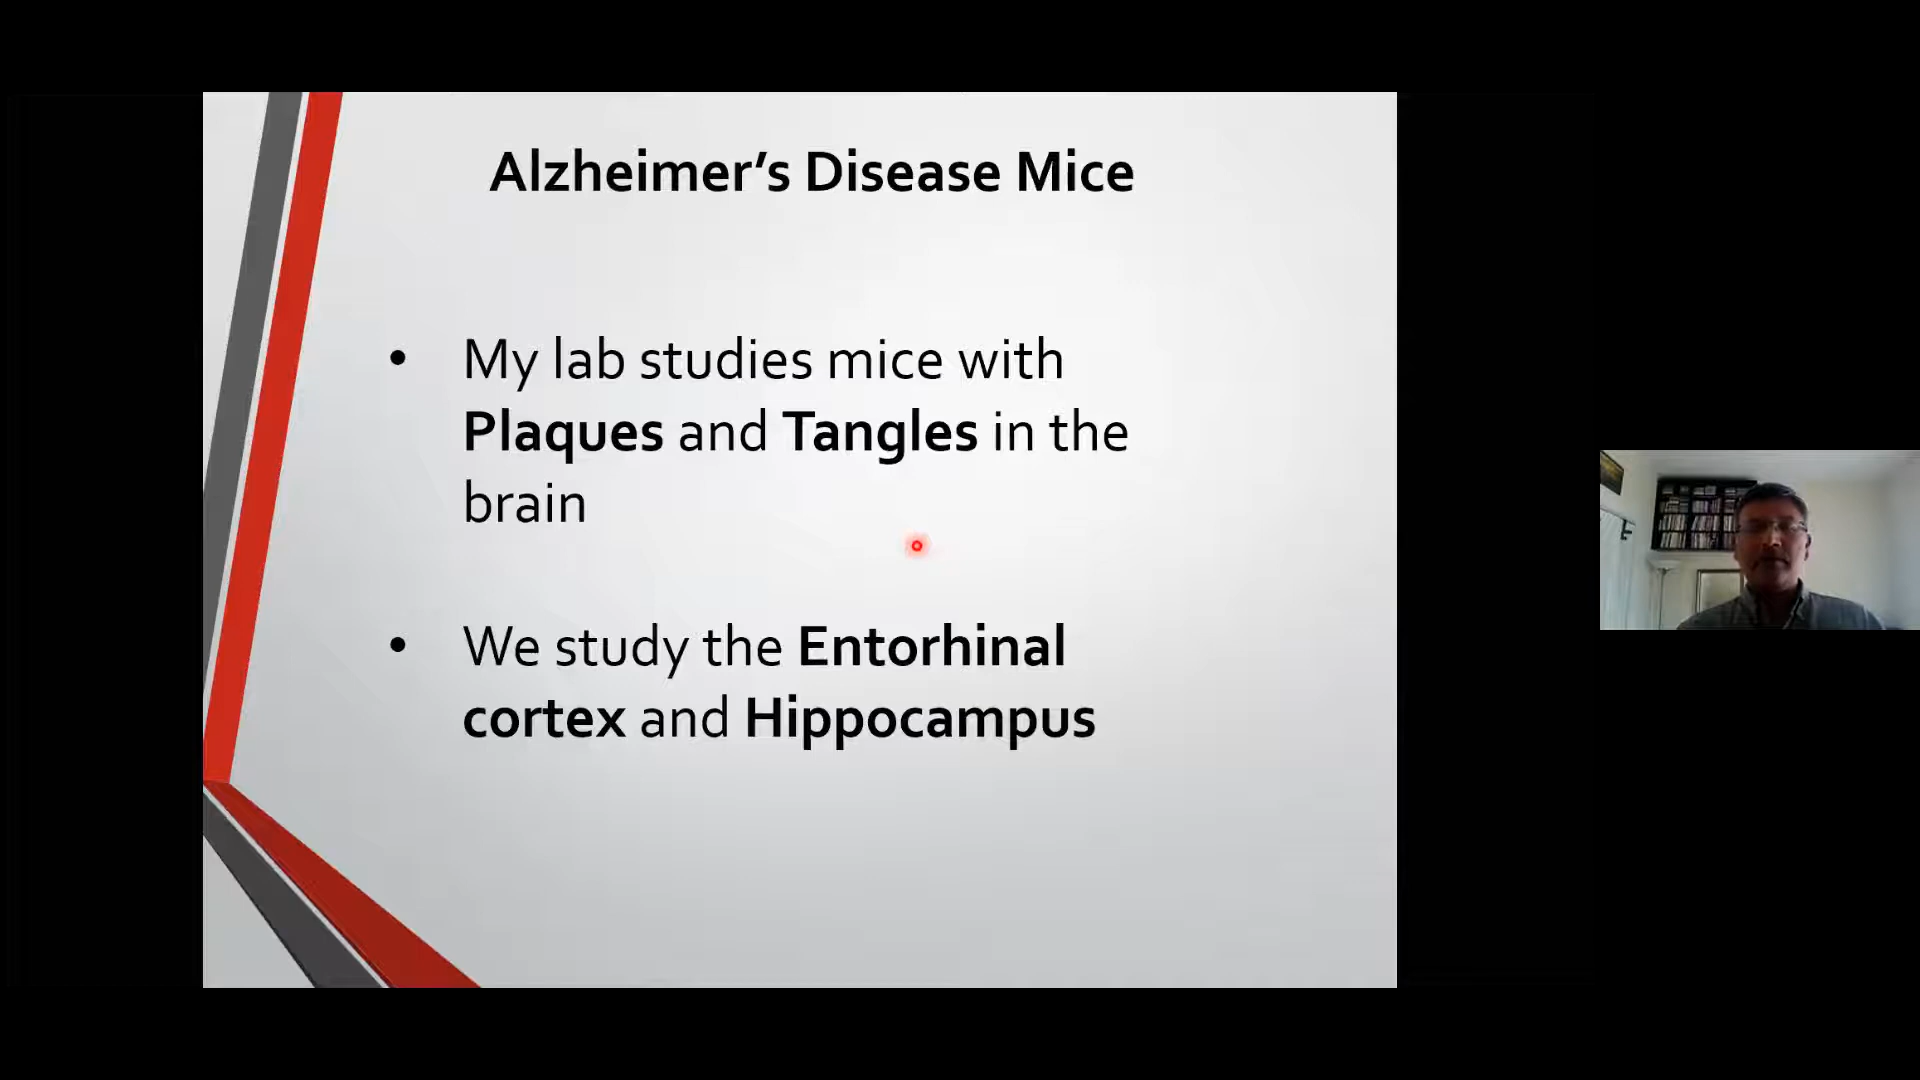 Alzheimer’s Disease Mice
• My lab studies mice with
Plaques and Tangles in the
brain
• We study the Entorhinal
cortex and Hippocampus